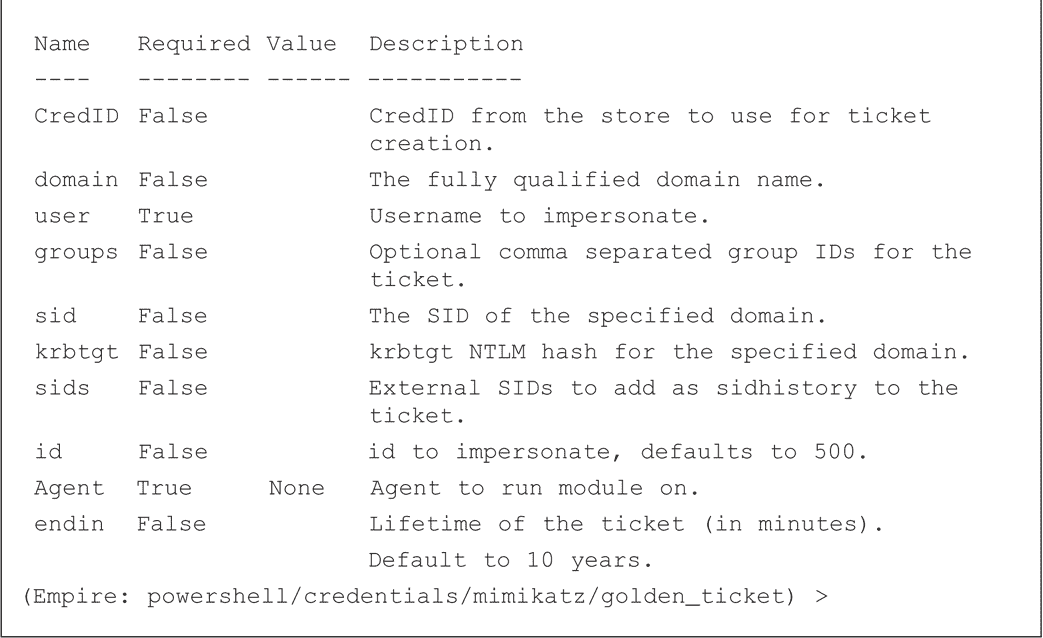 Name Required Value Description
---- -------- ------ -----------
CredID False CredID from the store to use for ticket
creation.
domain False The fully qualified domain name.
user True Username to impersonate.
groups False Optional comma separated group IDs for the
ticket.
sid False The SID of the specified domain.
krbtgt False krbtgt NTLM hash for the specified domain.
sids False External SIDs to add as sidhistory to the
ticket.
id False id to impersonate, defaults to 500.
Agent True None Agent to run module on.
endin False Lifetime of the ticket (in minutes).
Default to 10 years.
(Empire: powershell/credentials/mimikatz/golden_ticket) >